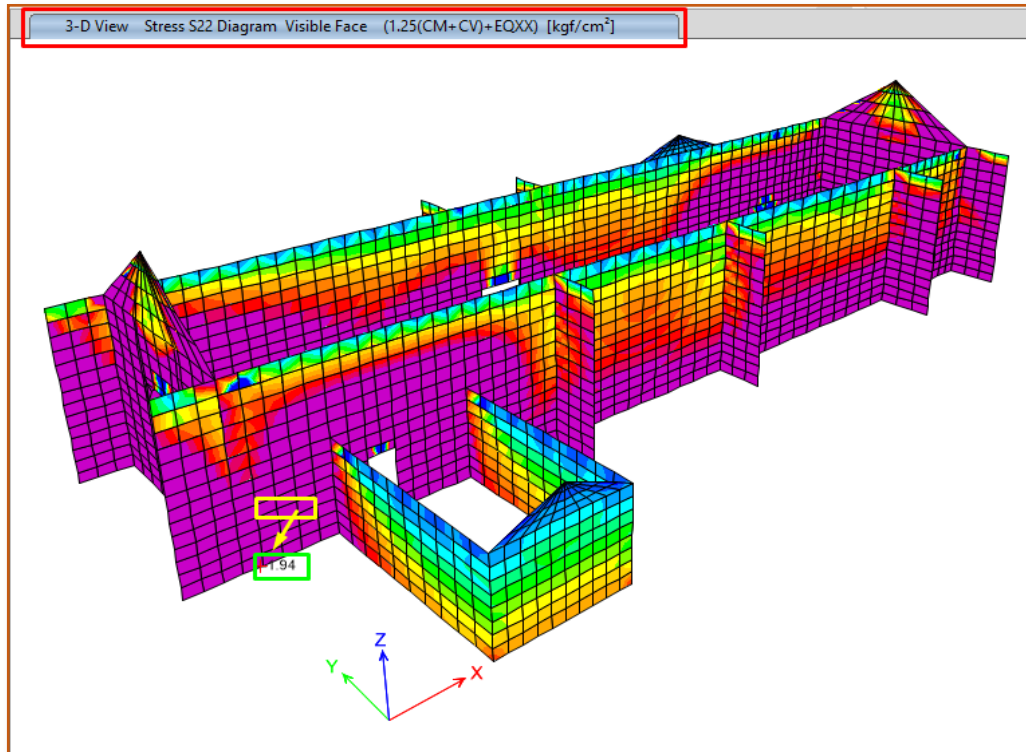 3-D View Stress S22 Diagram Visible Face (1.25(CM+CV)+EQXX) [kgf/cm²]
-1.94
Z
Y
X